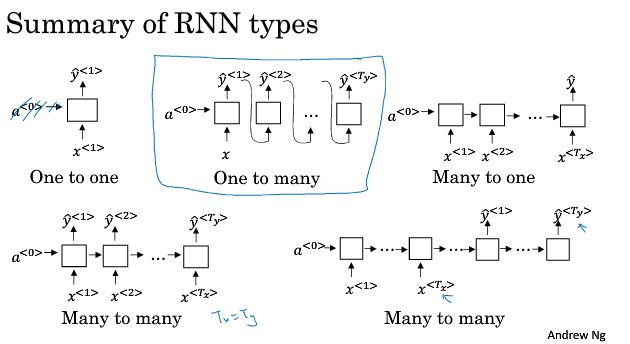 Summary of RNN types
ŷ<1>
a<0>
x<1>
One to one
ŷ<1> ŷ<2> ŷ<Ty>
a<0> ...
x
One to many
ŷ
a<0> ...
x<1> x<2> x<Tx>
Many to one
ŷ<1> ŷ<2> ŷ<Ty>
a<0> ...
x<1> x<2> x<Tx>
Many to many Tx=Ty
ŷ<1> ŷ<Ty>
a<0> ... ... ...
x<1> x<Tx>
Many to many
Andrew Ng